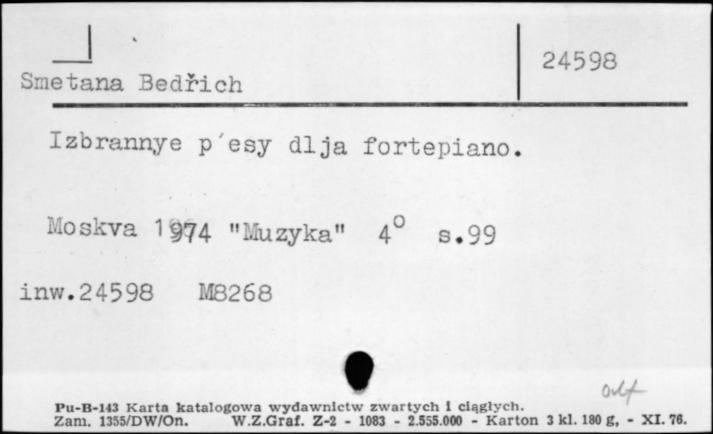 24598
Smetana Bedřich
Izbrannye p´esy dlja fortepiano.
Moskva 1974 "Muzyka" 4° s.99
inw.24598 M8268
Pu-B-143 Karta katalogowa wydawnictw zwartych i ciągłych.
Zam. 1355/DW/On. W.Z.Graf. Z-2 - 1083 - 2.555.000 - Karton 3 kl. 180 g, - XI. 76.